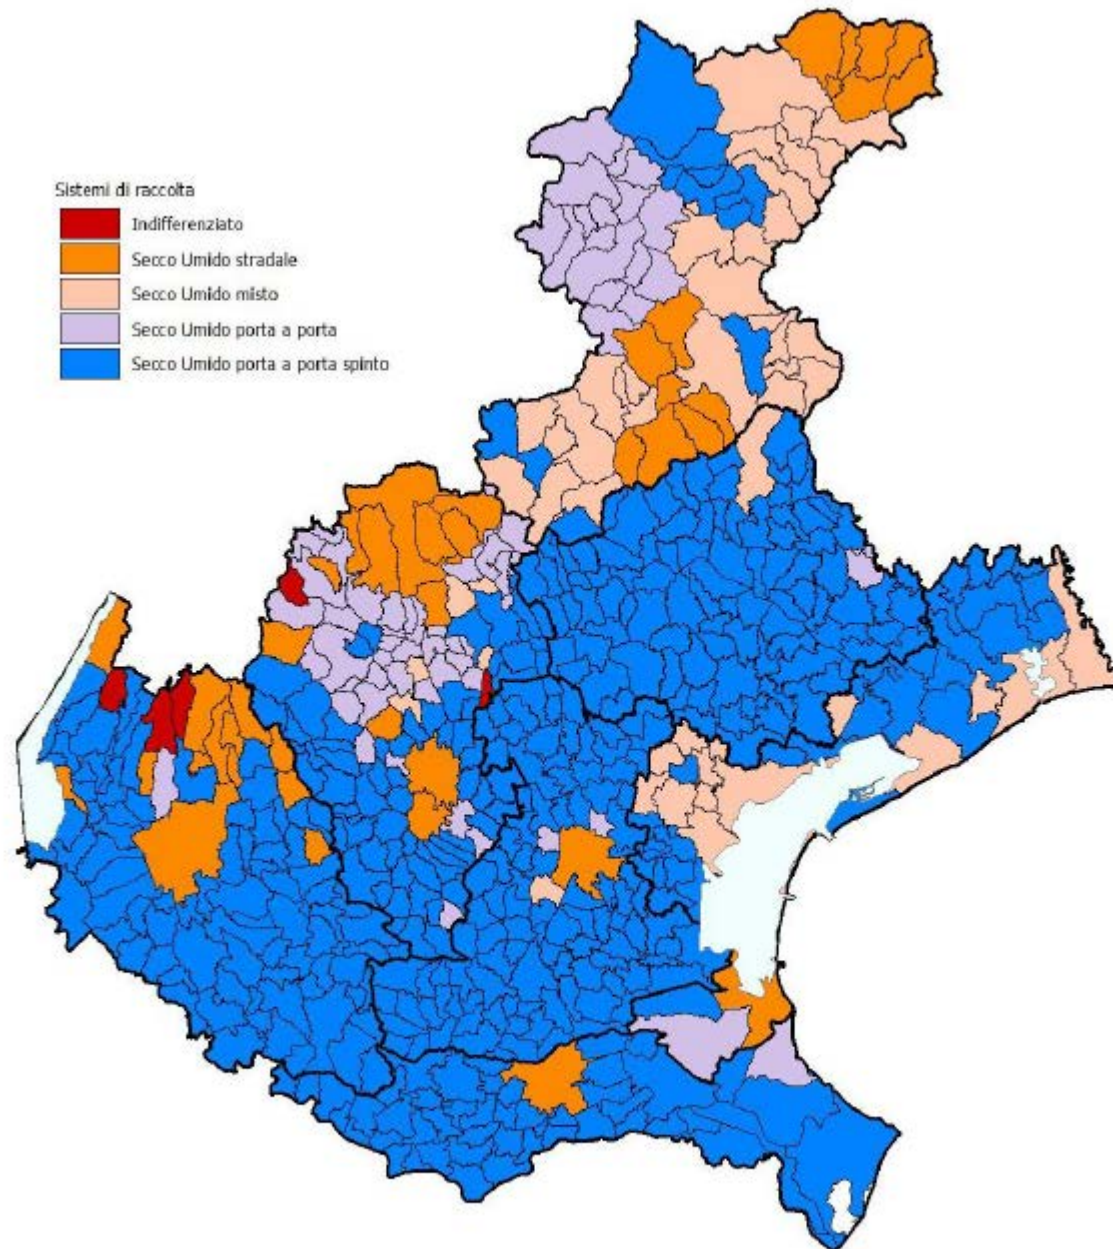 Sistemi di raccolta
Indifferenziato
Secco Umido stradale
Secco Umido misto
Secco Umido porta a porta
Secco Umido porta a porta spinto